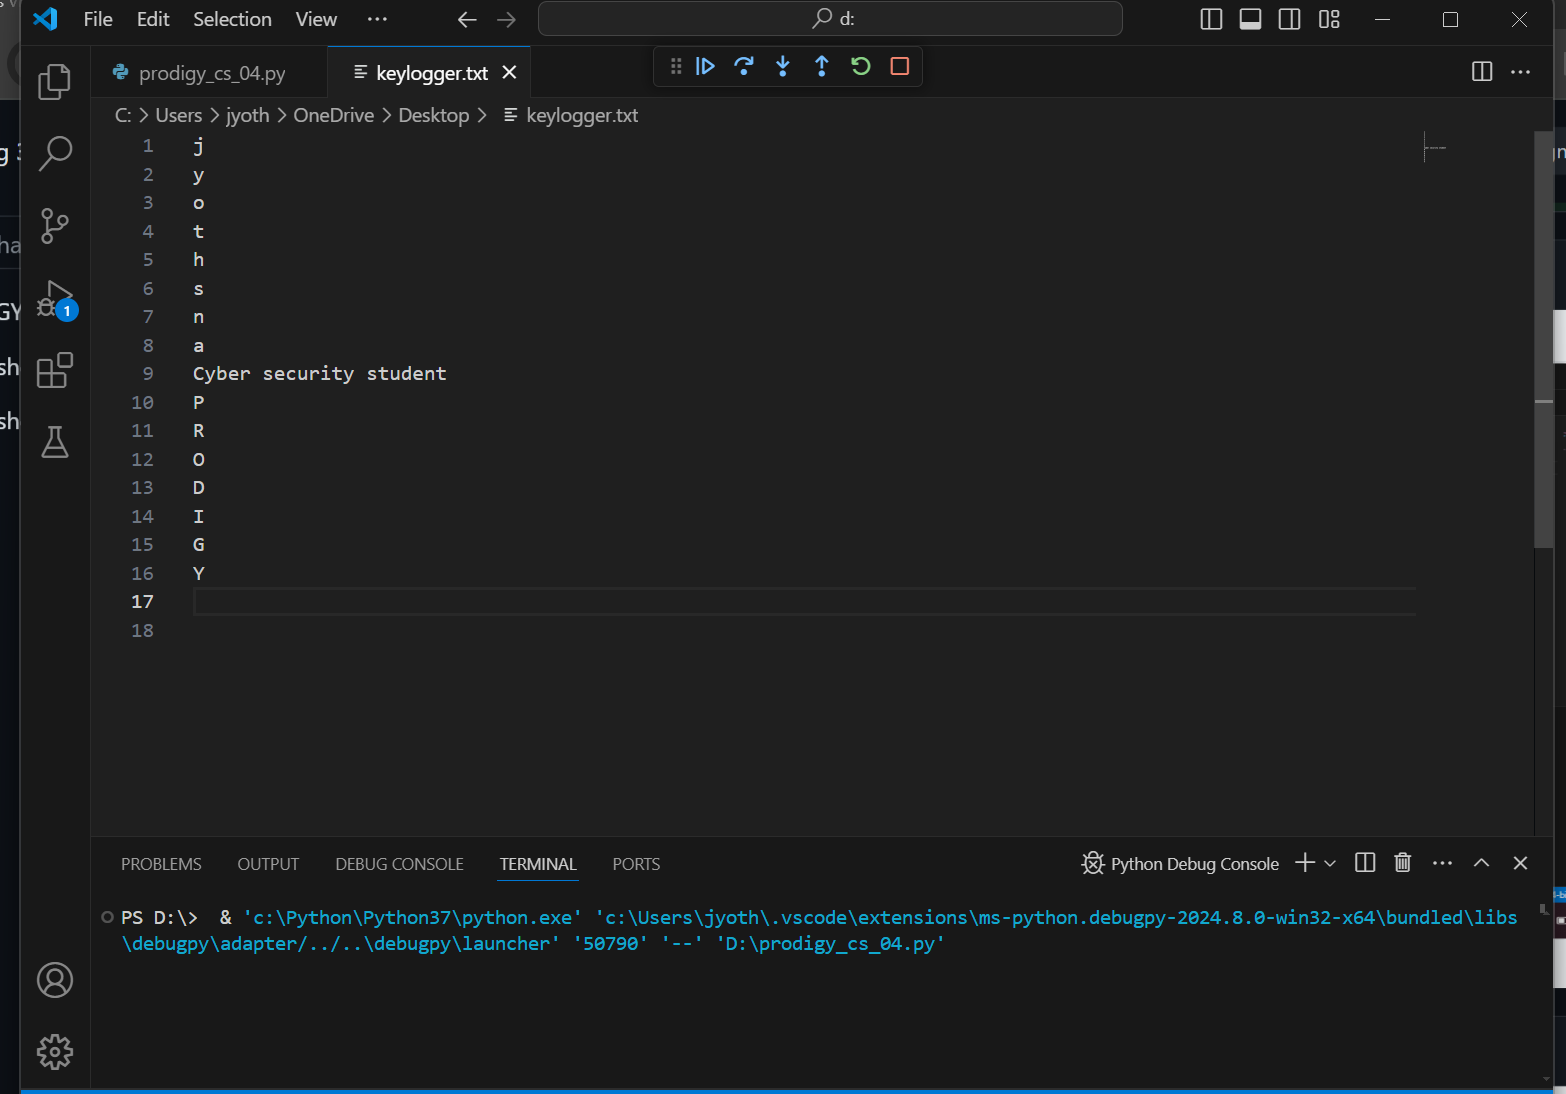 File Edit Selection View ··· d:
prodigy_cs_04.py keylogger.txt
C: > Users > jyoth > OneDrive > Desktop > keylogger.txt
1 j
2 y
3 o
4 t
5 h
6 s
7 n
8 a
9 Cyber security student
10 P
11 R
12 O
13 D
14 I
15 G
16 Y
17
18
1
PROBLEMS OUTPUT DEBUG CONSOLE TERMINAL PORTS Python Debug Console
PS D:\> & 'c:\Python\Python37\python.exe' 'c:\Users\jyoth\.vscode\extensions\ms-python.debugpy-2024.8.0-win32-x64\bundled\libs
\debugpy\adapter/../..\debugpy\launcher' '50790' '--' 'D:\prodigy_cs_04.py'